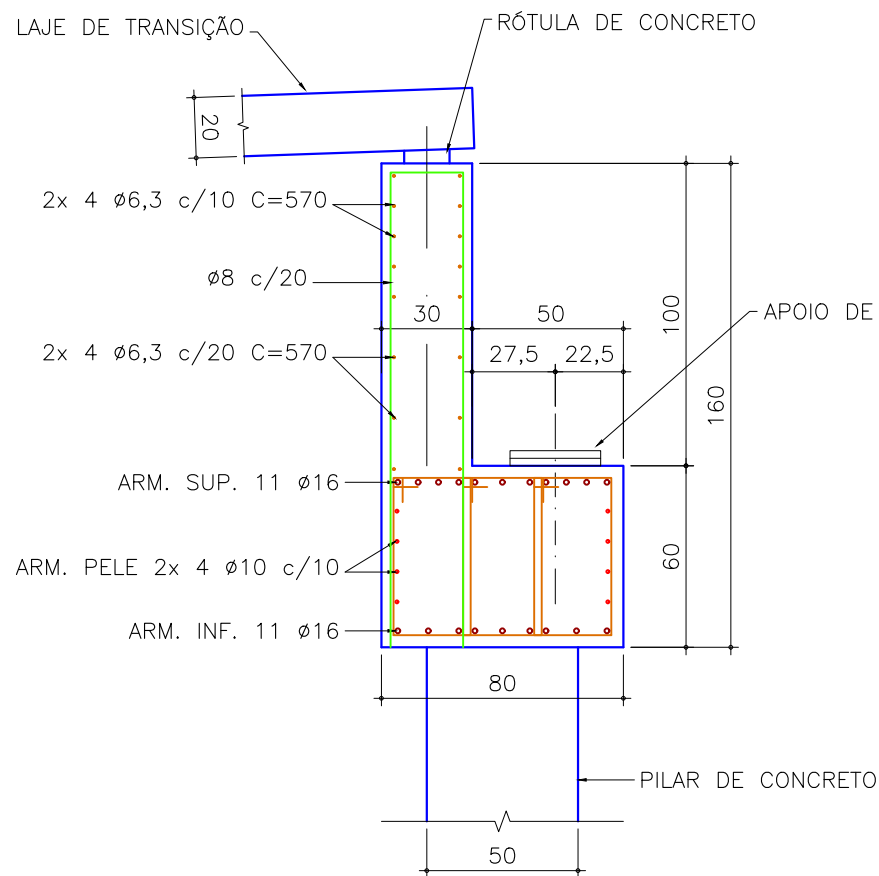 LAJE DE TRANSIÇÃO
RÓTULA DE CONCRETO
20
2x 4 ø6,3 c/10 C=570
ø8 c/20
30
50
100
APOIO DE
2x 4 ø6,3 c/20 C=570
27,5
22,5
160
ARM. SUP. 11 ø16
ARM. PELE 2x 4 ø10 c/10
60
ARM. INF. 11 ø16
80
PILAR DE CONCRETO
50